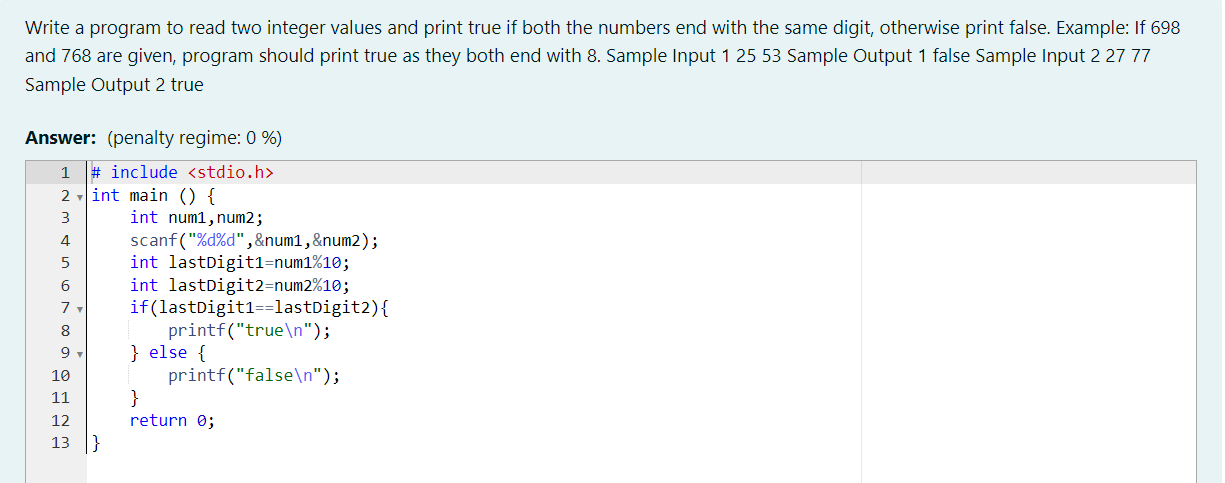 Write a program to read two integer values and print true if both the numbers end with the same digit, otherwise print false. Example: If 698
and 768 are given, program should print true as they both end with 8. Sample Input 1 25 53 Sample Output 1 false Sample Input 2 27 77
Sample Output 2 true
Answer: (penalty regime: 0 %)
1 # include <stdio.h>
2 int main () {
3     int num1,num2;
4     scanf("%d%d",&num1,&num2);
5     int lastDigit1=num1%10;
6     int lastDigit2=num2%10;
7     if(lastDigit1==lastDigit2){
8         printf("true\n");
9     } else {
10         printf("false\n");
11     }
12     return 0;
13 }